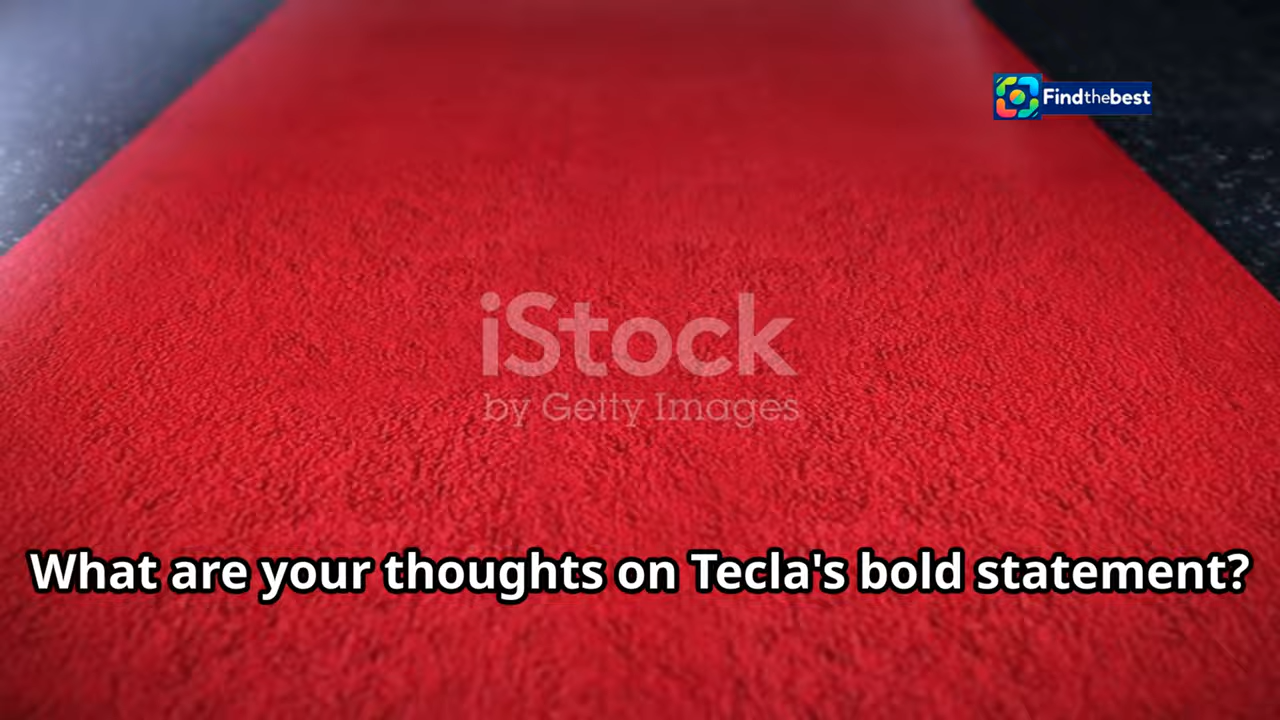 Findthebest
iStock
by Getty Images
What are your thoughts on Tecla's bold statement?